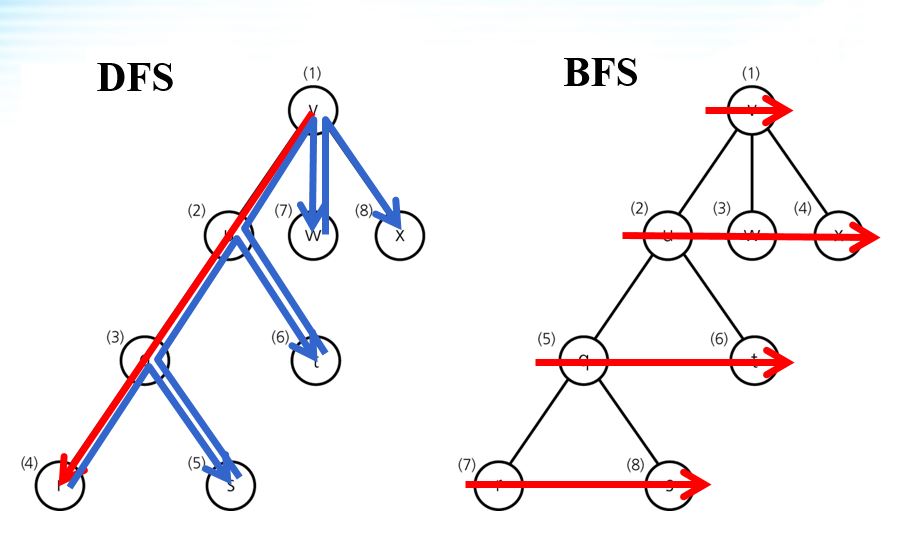 DFS
BFS
(1)
v
(2)
u
(7)
w
(8)
x
(3)
q
(6)
t
(4)
r
(5)
s
(1)
v
(2)
u
(3)
w
(4)
x
(5)
q
(6)
t
(7)
r
(8)
s